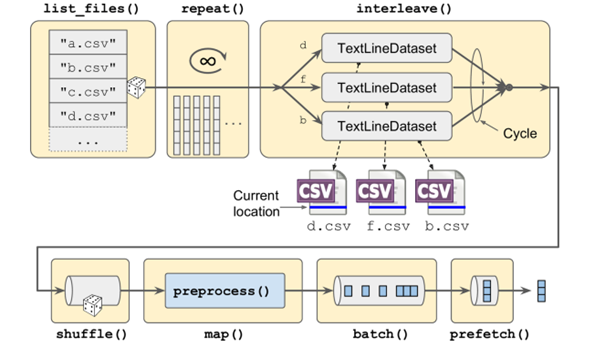 list_files()
repeat()
interleave()
"a.csv"
"b.csv"
"c.csv"
"d.csv"
...
∞
...
d
TextLineDataset
f
TextLineDataset
b
TextLineDataset
Cycle
CSV
CSV
CSV
Current
location
d.csv
f.csv
b.csv
preprocess()
shuffle()
map()
batch()
prefetch()